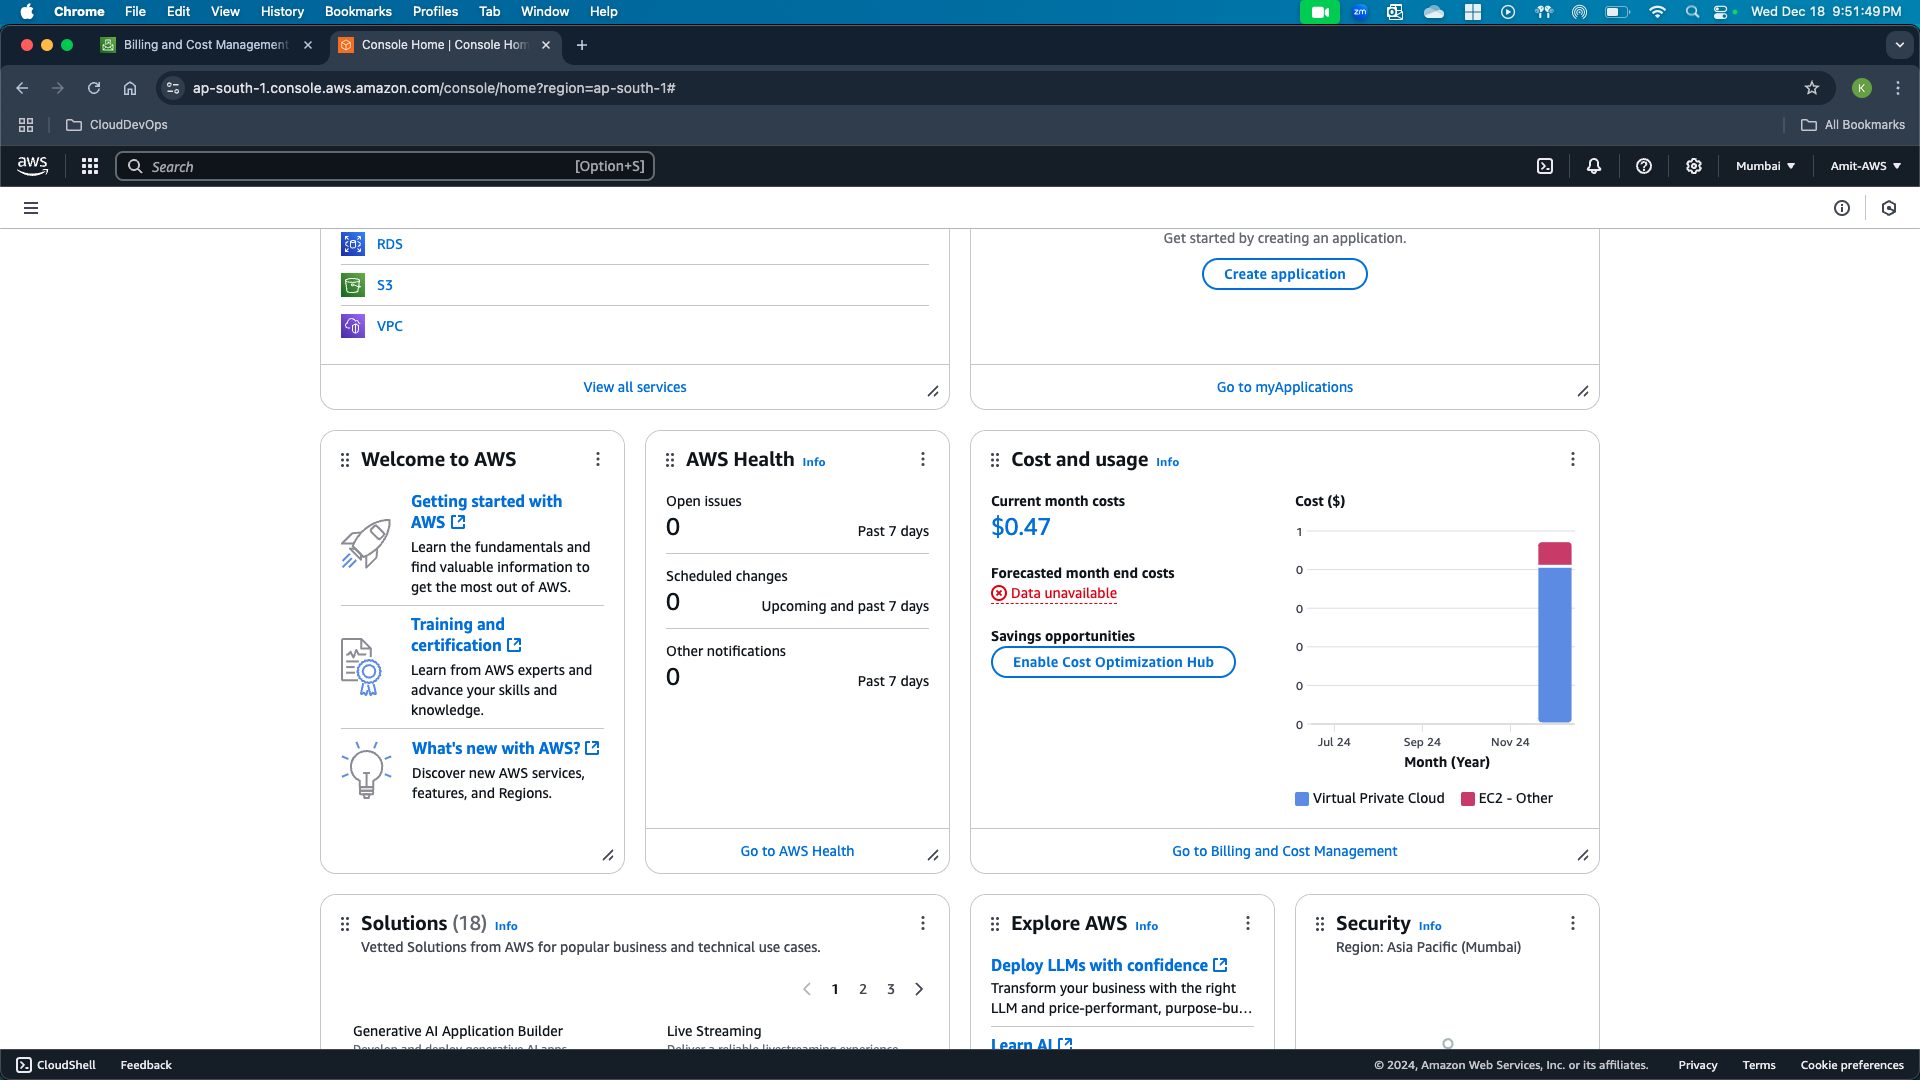 Chrome File Edit View History Bookmarks Profiles Tab Window Help zm Wed Dec 18 9:51:49 PM
Billing and Cost Management Console Home | Console Hom
ap-south-1.console.aws.amazon.com/console/home?region=ap-south-1# K
CloudDevOps All Bookmarks
aws Search [Option+S] Mumbai Amit-AWS
RDS
S3
VPC
View all services
Get started by creating an application.
Create application
Go to myApplications
Welcome to AWS
Getting started with
AWS
Learn the fundamentals and
find valuable information to
get the most out of AWS.
Training and
certification
Learn from AWS experts and
advance your skills and
knowledge.
What's new with AWS?
Discover new AWS services,
features, and Regions.
AWS Health Info
Open issues
0 Past 7 days
Scheduled changes
0 Upcoming and past 7 days
Other notifications
0 Past 7 days
Go to AWS Health
Cost and usage Info
Current month costs
$0.47
Forecasted month end costs
Data unavailable
Savings opportunities
Enable Cost Optimization Hub
Cost ($)
1
0
0
0
0
0
Jul 24 Sep 24 Nov 24
Month (Year)
Virtual Private Cloud EC2 - Other
Go to Billing and Cost Management
Solutions (18) Info
Vetted Solutions from AWS for popular business and technical use cases.
1 2 3
Generative AI Application Builder Live Streaming
Develop and deploy generative AI apps Deliver a reliable livestreaming experience
Explore AWS Info
Deploy LLMs with confidence
Transform your business with the right
LLM and price-performant, purpose-bu...
Learn AI
Security Info
Region: Asia Pacific (Mumbai)
CloudShell Feedback © 2024, Amazon Web Services, Inc. or its affiliates. Privacy Terms Cookie preferences